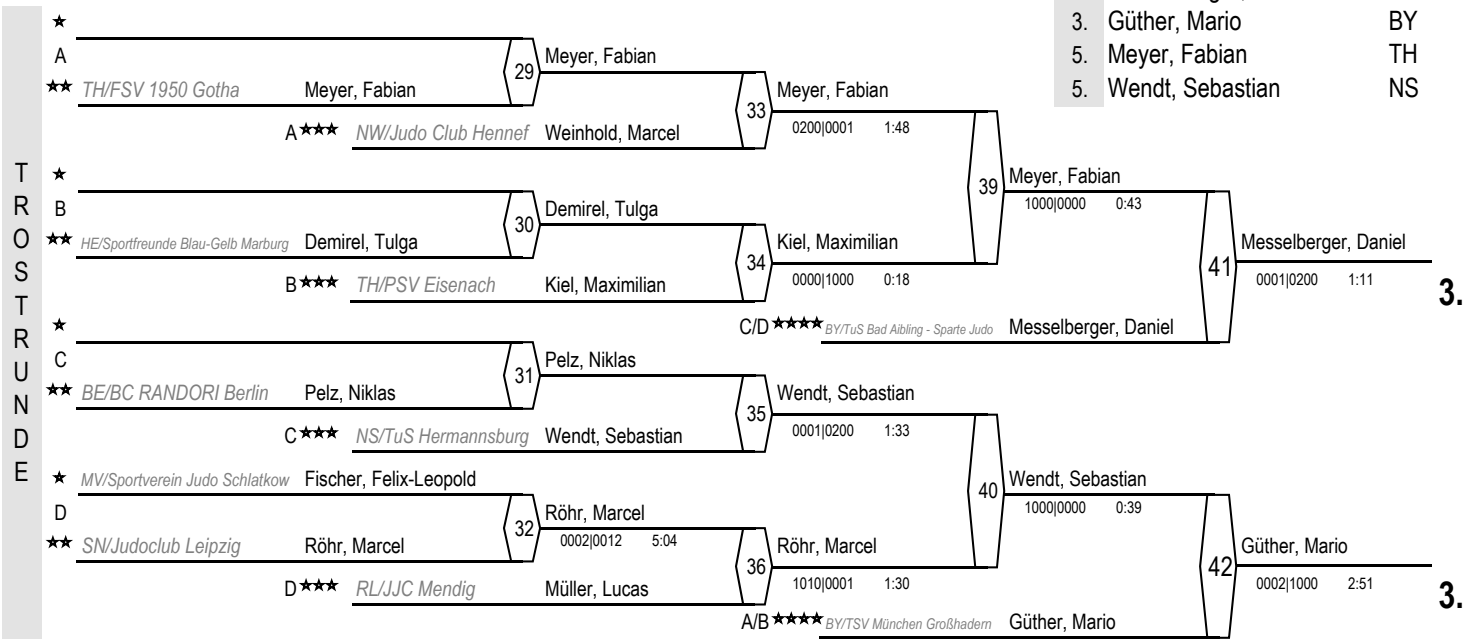 3. Güther, Mario BY
5. Meyer, Fabian TH
5. Wendt, Sebastian NS
TROSTRUNDE
★
A
★★ TH/FSV 1950 Gotha Meyer, Fabian
29 Meyer, Fabian
A★★★ NW/Judo Club Hennef Weinhold, Marcel
33 Meyer, Fabian
0200|0001 1:48
★
B
★★ HE/Sportfreunde Blau-Gelb Marburg Demirel, Tulga
30 Demirel, Tulga
B★★★ TH/PSV Eisenach Kiel, Maximilian
34 Kiel, Maximilian
0000|1000 0:18
39 Meyer, Fabian
1000|0000 0:43
C/D★★★★ BY/TuS Bad Aibling - Sparte Judo Messelberger, Daniel
41 Messelberger, Daniel
0001|0200 1:11
3.
★
C
★★ BE/BC RANDORI Berlin Pelz, Niklas
31 Pelz, Niklas
C★★★ NS/TuS Hermannsburg Wendt, Sebastian
35 Wendt, Sebastian
0001|0200 1:33
★ MV/Sportverein Judo Schlatkow Fischer, Felix-Leopold
D
★★ SN/Judoclub Leipzig Röhr, Marcel
32 Röhr, Marcel
0002|0012 5:04
D★★★ RL/JJC Mendig Müller, Lucas
36 Röhr, Marcel
1010|0001 1:30
40 Wendt, Sebastian
1000|0000 0:39
A/B★★★★ BY/TSV München Großhadern Güther, Mario
42 Güther, Mario
0002|1000 2:51
3.